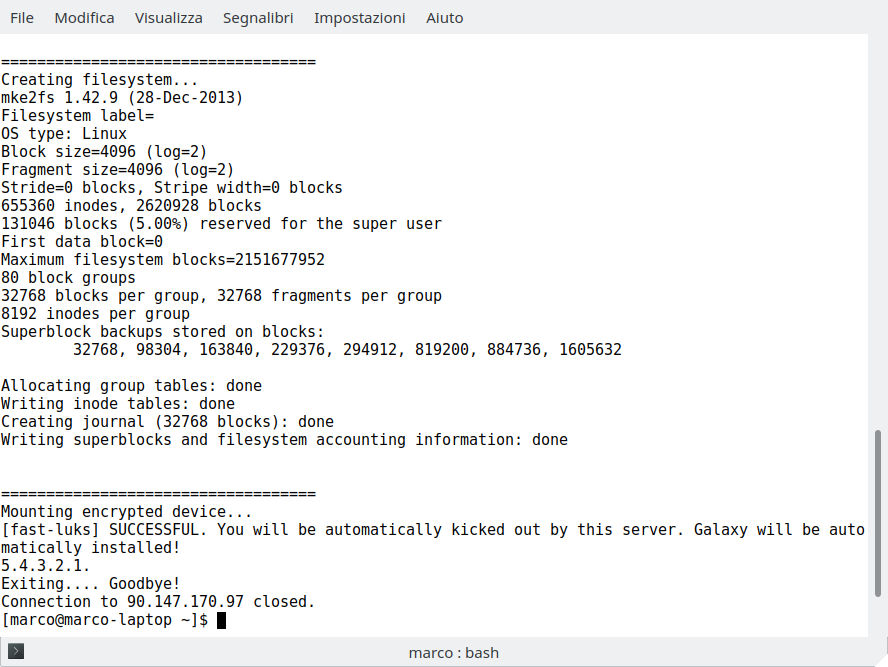 File Modifica Visualizza Segnalibri Impostazioni Aiuto
===================================
Creating filesystem...
mke2fs 1.42.9 (28-Dec-2013)
Filesystem label=
OS type: Linux
Block size=4096 (log=2)
Fragment size=4096 (log=2)
Stride=0 blocks, Stripe width=0 blocks
655360 inodes, 2620928 blocks
131046 blocks (5.00%) reserved for the super user
First data block=0
Maximum filesystem blocks=2151677952
80 block groups
32768 blocks per group, 32768 fragments per group
8192 inodes per group
Superblock backups stored on blocks:
        32768, 98304, 163840, 229376, 294912, 819200, 884736, 1605632
Allocating group tables: done
Writing inode tables: done
Creating journal (32768 blocks): done
Writing superblocks and filesystem accounting information: done
===================================
Mounting encrypted device...
[fast-luks] SUCCESSFUL. You will be automatically kicked out by this server. Galaxy will be auto
matically installed!
5.4.3.2.1.
Exiting.... Goodbye!
Connection to 90.147.170.97 closed.
[marco@marco-laptop ~]$
marco : bash